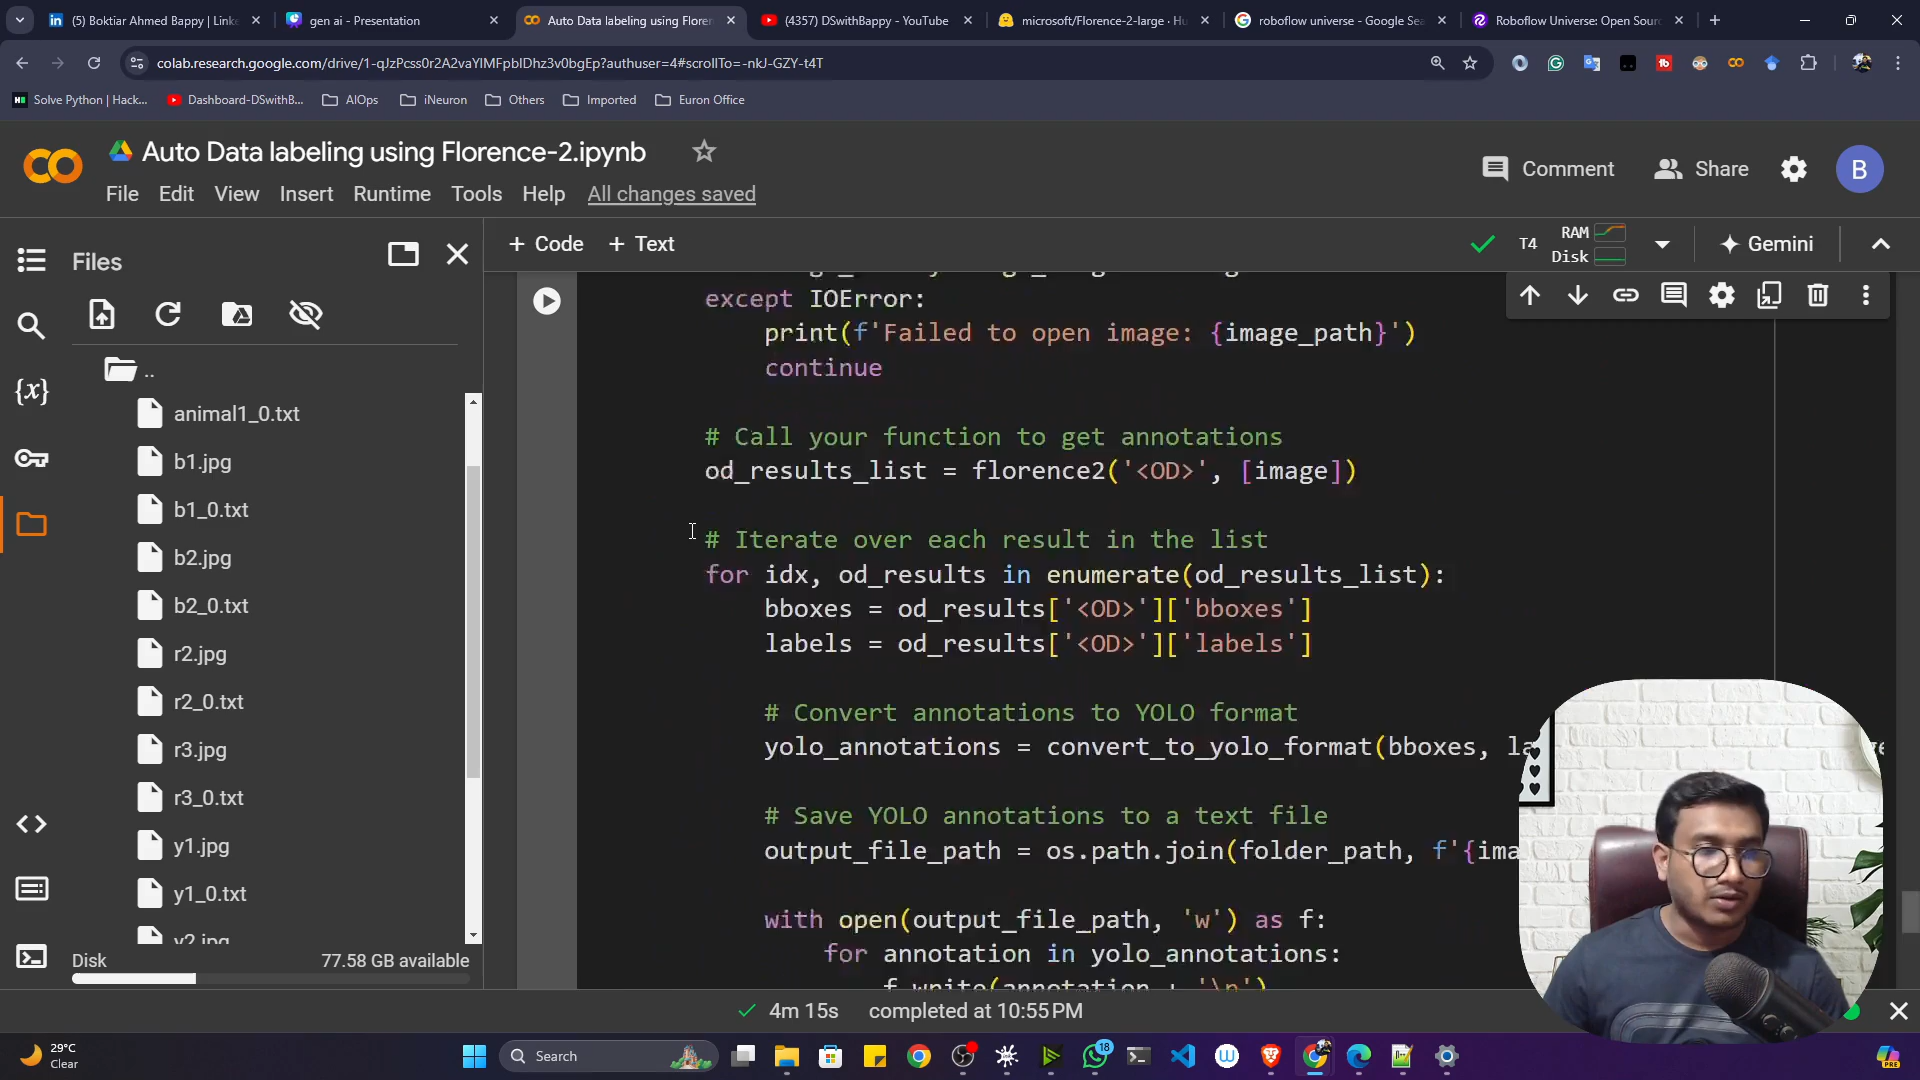 (5) Boktiar Ahmed Bappy | Linke
gen ai - Presentation
Auto Data labeling using Floren
(4357) DSwithBappy - YouTube
microsoft/Florence-2-large · Hu
roboflow universe - Google Sea
Roboflow Universe: Open Sourc
colab.research.google.com/drive/1-qJzPcss0r2A2vaYlMFpbIDhz3v0bgEp?authuser=4#scrollTo=-nkJ-GZY-t4T
Solve Python | Hack...
Dashboard-DSwithB...
AIOps
iNeuron
Others
Imported
Euron Office
Auto Data labeling using Florence-2.ipynb
File Edit View Insert Runtime Tools Help All changes saved
Comment
Share
B
Files
+ Code + Text
T4
RAM
Disk
Gemini
..
animal1_0.txt
b1.jpg
b1_0.txt
b2.jpg
b2_0.txt
r2.jpg
r2_0.txt
r3.jpg
r3_0.txt
y1.jpg
y1_0.txt
y2.jpg
Disk 77.58 GB available
except IOError:
print(f'Failed to open image: {image_path}')
continue
# Call your function to get annotations
od_results_list = florence2('<OD>', [image])
# Iterate over each result in the list
for idx, od_results in enumerate(od_results_list):
bboxes = od_results['<OD>']['bboxes']
labels = od_results['<OD>']['labels']
# Convert annotations to YOLO format
yolo_annotations = convert_to_yolo_format(bboxes, la
# Save YOLO annotations to a text file
output_file_path = os.path.join(folder_path, f'{ima
with open(output_file_path, 'w') as f:
for annotation in yolo_annotations:
f.write(annotation + '\n')
4m 15s completed at 10:55 PM
29°C
Clear
Search
18